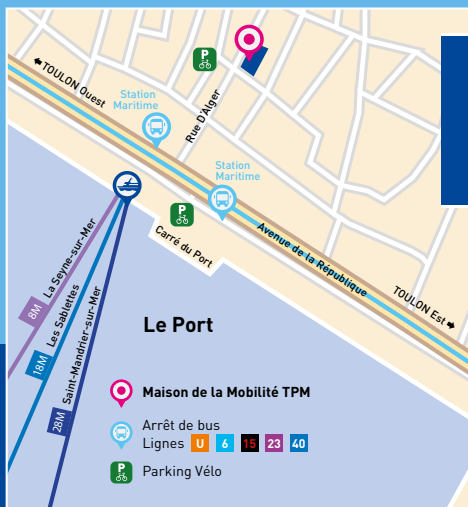 P
TOULON Ouest
Station
Maritime
Rue D'Alger
Station
Maritime
P
Carré du Port
Avenue de la République
TOULON Est
8M La Seyne-sur-Mer
18M Les Sablettes
28M Saint-Mandrier-sur-Mer
Le Port
Maison de la Mobilité TPM
Arrêt de bus
Lignes U 6 15 23 40
P Parking Vélo